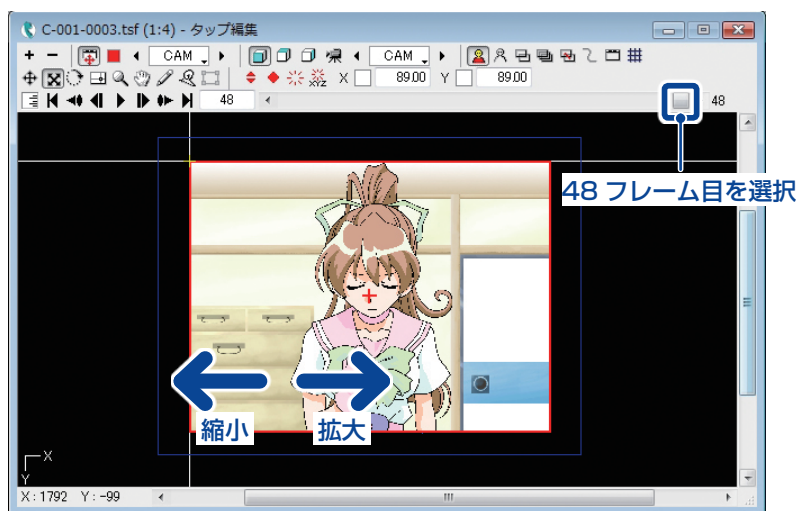 C-001-0003.tsf (1:4) - タップ編集
CAM CAM
XYZ X 89.00 Y 89.00
48 48
48 フレーム目を選択
縮小 拡大
X
Y
X : 1792 Y : -99